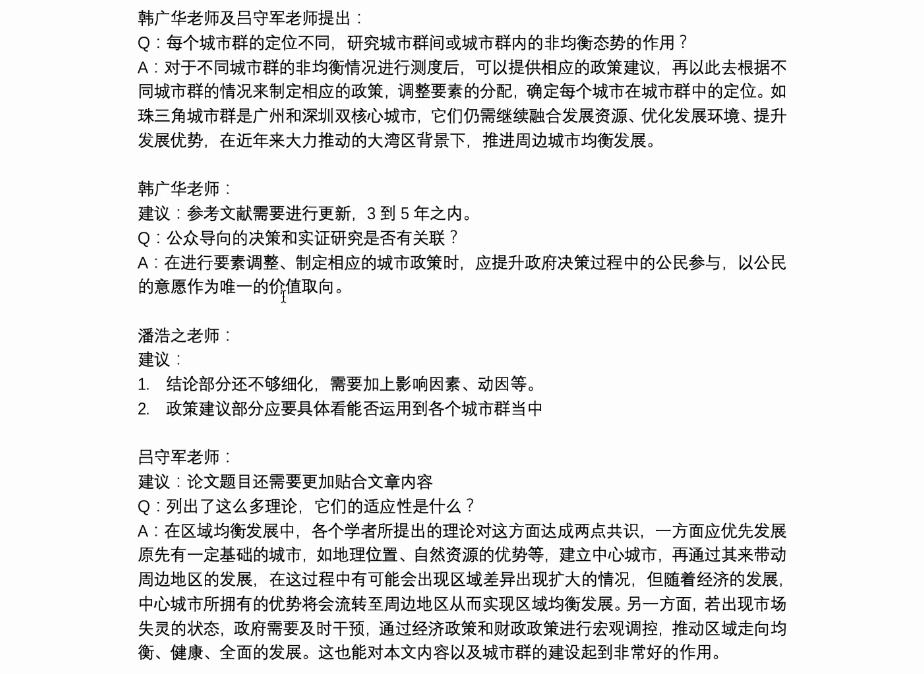 韩广华老师及吕守军老师提出：
Q：每个城市群的定位不同，研究城市群间或城市群内的非均衡态势的作用？
A：对于不同城市群的非均衡情况进行测度后，可以提供相应的政策建议，再以此去根据不
同城市群的情况来制定相应的政策，调整要素的分配，确定每个城市在城市群中的定位。如
珠三角城市群是广州和深圳双核心城市，它们仍需继续融合发展资源、优化发展环境、提升
发展优势，在近年来大力推动的大湾区背景下，推进周边城市均衡发展。
韩广华老师：
建议：参考文献需要进行更新，3 到 5 年之内。
Q：公众导向的决策和实证研究是否有关联？
A：在进行要素调整、制定相应的城市政策时，应提升政府决策过程中的公民参与，以公民
的意愿作为唯一的价值取向。
潘浩之老师：
建议：
1. 结论部分还不够细化，需要加上影响因素、动因等。
2. 政策建议部分应要具体看能否运用到各个城市群当中
吕守军老师：
建议：论文题目还需要更加贴合文章内容
Q：列出了这么多理论，它们的适应性是什么？
A：在区域均衡发展中，各个学者所提出的理论对这方面达成两点共识，一方面应优先发展
原先有一定基础的城市，如地理位置、自然资源的优势等，建立中心城市，再通过其来带动
周边地区的发展，在这过程中有可能会出现区域差异出现扩大的情况，但随着经济的发展，
中心城市所拥有的优势将会流转至周边地区从而实现区域均衡发展。另一方面，若出现市场
失灵的状态，政府需要及时干预，通过经济政策和财政政策进行宏观调控，推动区域走向均
衡、健康、全面的发展。这也能对本文内容以及城市群的建设起到非常好的作用。